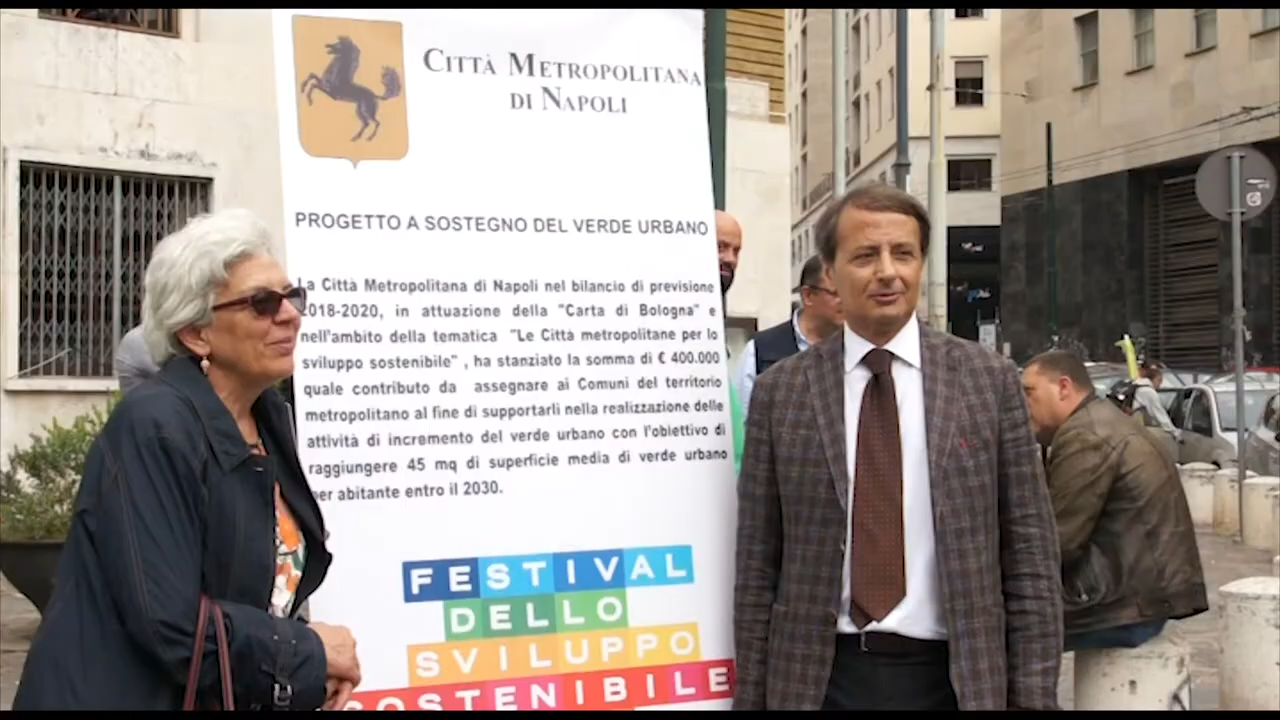 CITTÀ METROPOLITANA
DI NAPOLI
PROGETTO A SOSTEGNO DEL VERDE URBANO
La Città Metropolitana di Napoli nel bilancio di previsione
2018-2020, in attuazione della "Carta di Bologna" e
nell'ambito della tematica "Le Città metropolitane per lo
sviluppo sostenibile" , ha stanziato la somma di € 400.000
quale contributo da assegnare ai Comuni del territorio
metropolitano al fine di supportarli nella realizzazione delle
attività di incremento del verde urbano con l'obiettivo di
raggiungere 45 mq di superficie media di verde urbano
per abitante entro il 2030.
FESTIVAL
DELLO
SVILUPPO
SOSTENIBILE